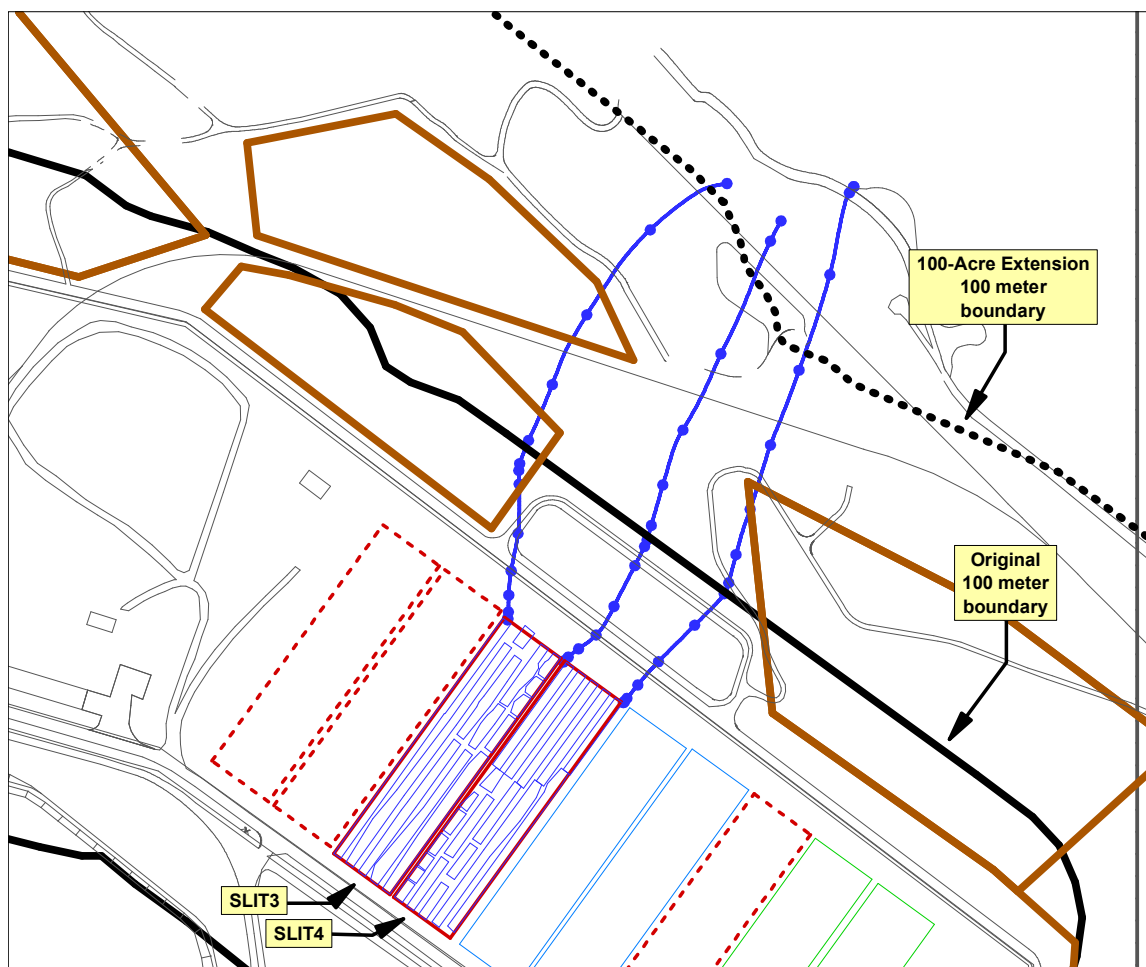 100-Acre Extension
100 meter
boundary
Original
100 meter
boundary
SLIT3
SLIT4